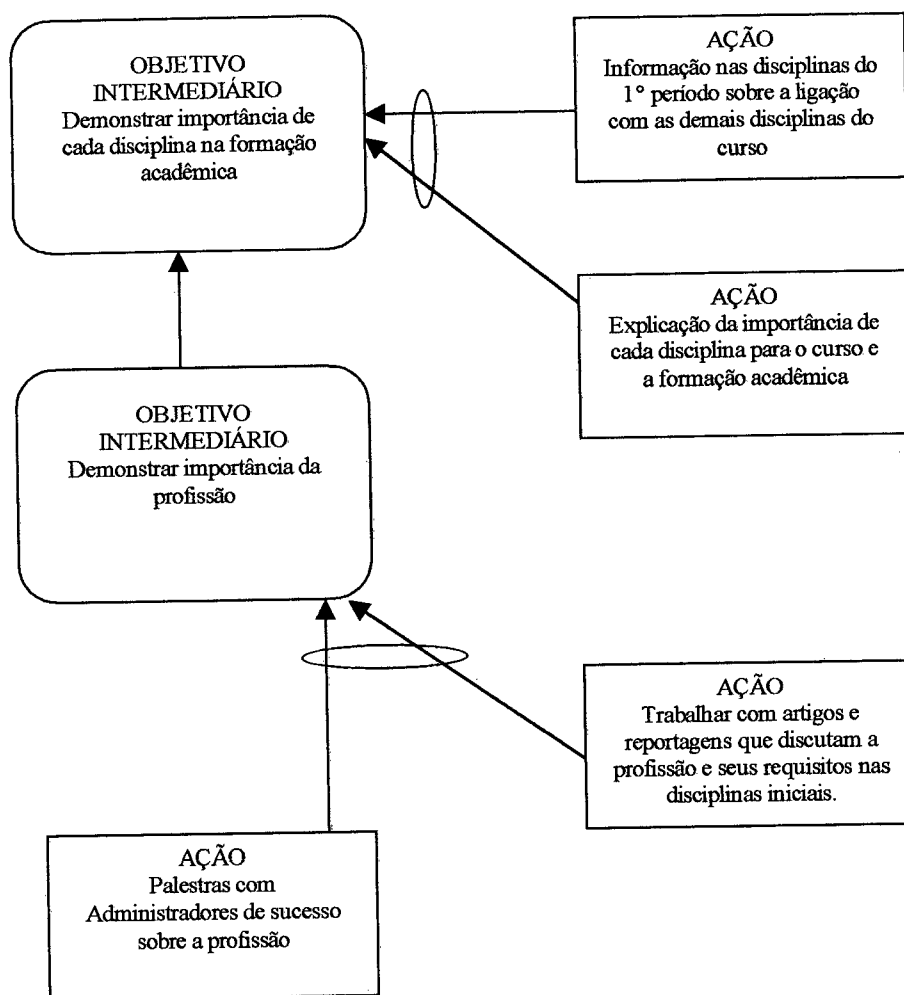 OBJETIVO
INTERMEDIÁRIO
Demonstrar importância de
cada disciplina na formação
acadêmica
AÇÃO
Informação nas disciplinas do
1° período sobre a ligação
com as demais disciplinas do
curso
AÇÃO
Explicação da importância de
cada disciplina para o curso e
a formação acadêmica
OBJETIVO
INTERMEDIÁRIO
Demonstrar importância da
profissão
AÇÃO
Trabalhar com artigos e
reportagens que discutam a
profissão e seus requisitos nas
disciplinas iniciais.
AÇÃO
Palestras com
Administradores de sucesso
sobre a profissão